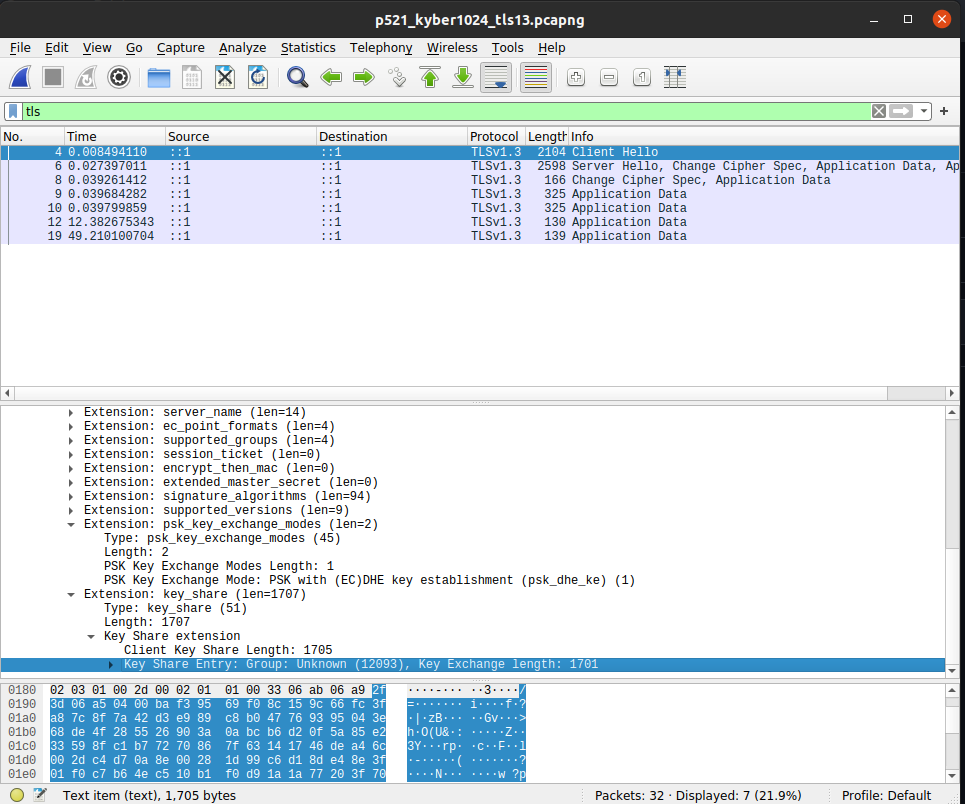 p521_kyber1024_tls13.pcapng
File Edit View Go Capture Analyze Statistics Telephony Wireless Tools Help
tls
No. Time Source Destination Protocol Length Info
4 0.008494110 ::1 ::1 TLSv1.3 2104 Client Hello
6 0.027397011 ::1 ::1 TLSv1.3 2598 Server Hello, Change Cipher Spec, Application Data, Ap
8 0.039261412 ::1 ::1 TLSv1.3 166 Change Cipher Spec, Application Data
9 0.039684282 ::1 ::1 TLSv1.3 325 Application Data
10 0.039799859 ::1 ::1 TLSv1.3 325 Application Data
12 12.382675343 ::1 ::1 TLSv1.3 130 Application Data
19 49.210100704 ::1 ::1 TLSv1.3 139 Application Data
Extension: server_name (len=14)
Extension: ec_point_formats (len=4)
Extension: supported_groups (len=4)
Extension: session_ticket (len=0)
Extension: encrypt_then_mac (len=0)
Extension: extended_master_secret (len=0)
Extension: signature_algorithms (len=94)
Extension: supported_versions (len=9)
Extension: psk_key_exchange_modes (len=2)
Type: psk_key_exchange_modes (45)
Length: 2
PSK Key Exchange Modes Length: 1
PSK Key Exchange Mode: PSK with (EC)DHE key establishment (psk_dhe_ke) (1)
Extension: key_share (len=1707)
Type: key_share (51)
Length: 1707
Key Share extension
Client Key Share Length: 1705
Key Share Entry: Group: Unknown (12093), Key Exchange length: 1701
0180 02 03 01 00 2d 00 02 01 01 00 33 06 ab 06 a9 2f ····-··· ··3····/
0190 3d 06 a5 04 00 ba f3 95 69 f0 8c 15 9c 66 fc 3f =······· i····f·?
01a0 a8 7c 8f 7a 42 d3 e9 89 c8 b0 47 76 93 95 04 3e ·|·zB··· ··Gv···>
01b0 68 de 4f 28 55 26 90 3a 0a bc b6 d2 0f 5a 85 e2 h·O(U&·: ·····Z··
01c0 33 59 8f c1 b7 72 70 86 7f 63 14 17 46 de a4 6c 3Y···rp· ·c··F··l
01d0 00 2d c4 d7 0a 8e 00 28 1d 99 c6 d1 8d e4 8e 3f ·-·····( ·······?
01e0 01 f0 c7 b6 4e c5 10 b1 f0 d9 1a 1a 77 20 3f 70 ····N··· ····w ?p
Text item (text), 1,705 bytes Packets: 32 · Displayed: 7 (21.9%) Profile: Default